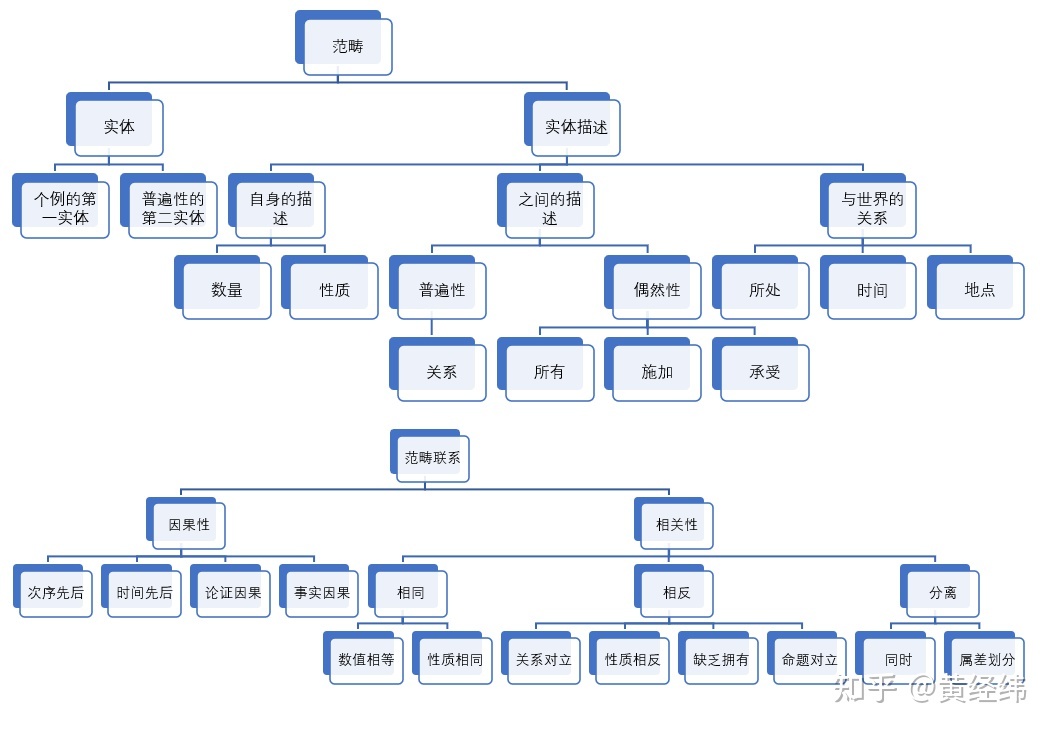 范畴
实体
实体描述
个例的第
一实体
普遍性的
第二实体
自身的描
述
之间的描
述
与世界的
关系
数量
性质
普遍性
偶然性
所处
时间
地点
关系
所有
施加
承受
范畴联系
因果性
相关性
次序先后
时间先后
论证因果
事实因果
相同
相反
分离
数值相等
性质相同
关系对立
性质相反
缺乏拥有
命题对立
同时
属差划分
知乎 @黄经纬